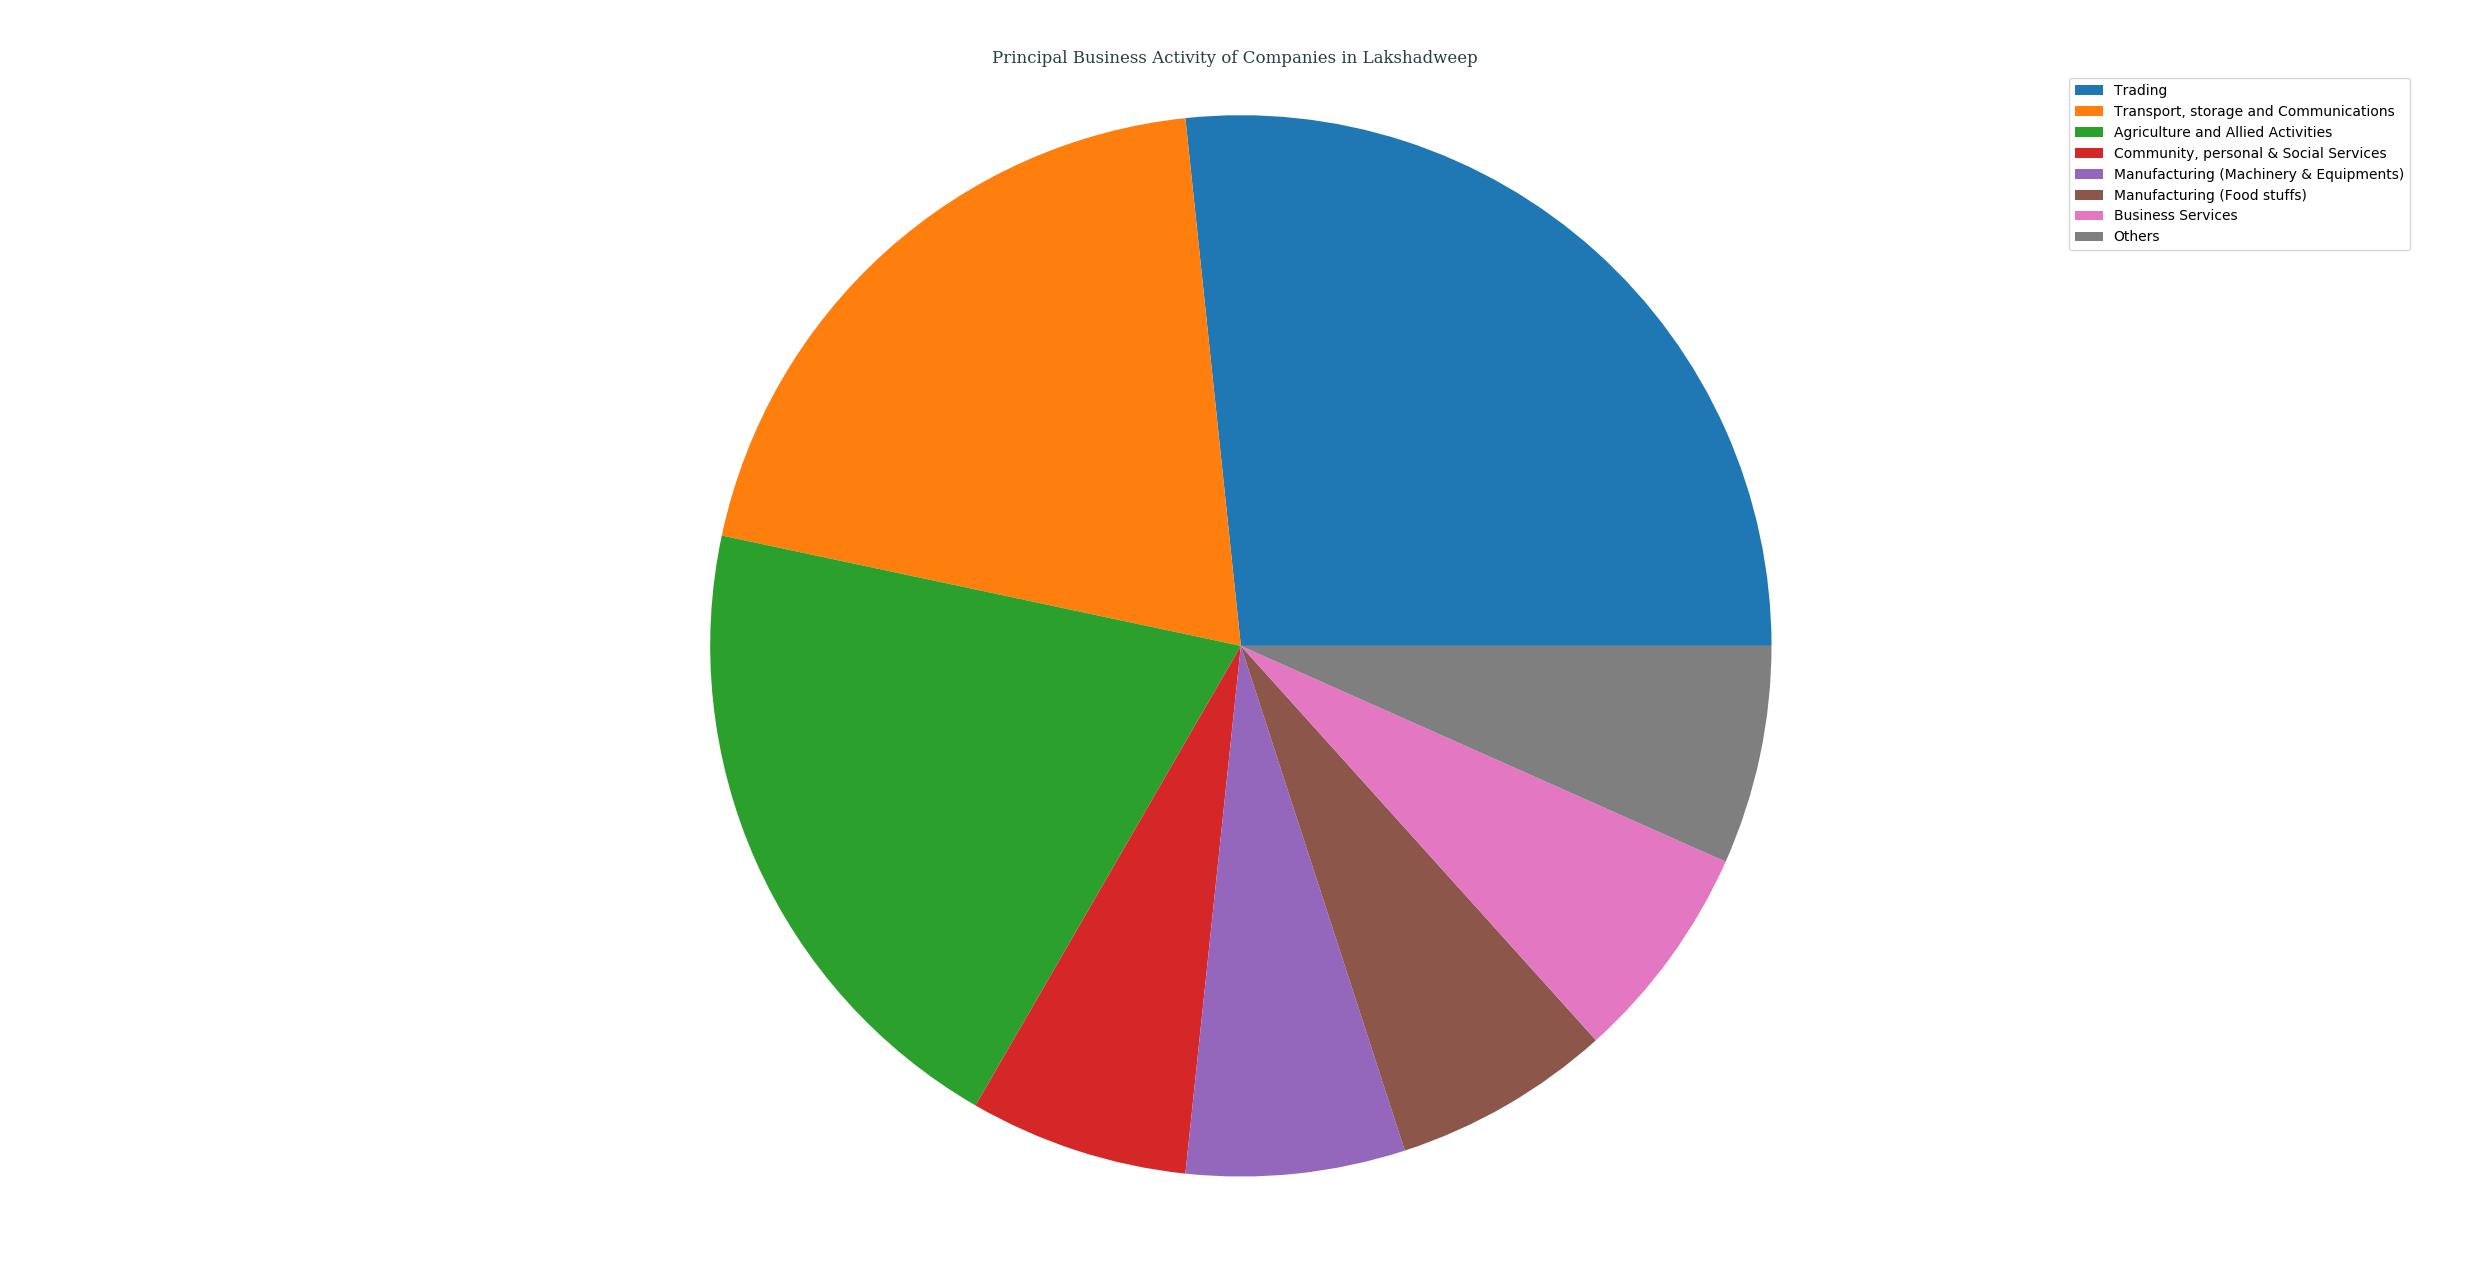 Principal Business Activity of Companies in Lakshadweep
Trading
Transport, storage and Communications
Agriculture and Allied Activities
Community, personal & Social Services
Manufacturing (Machinery & Equipments)
Manufacturing (Food stuffs)
Business Services
Others